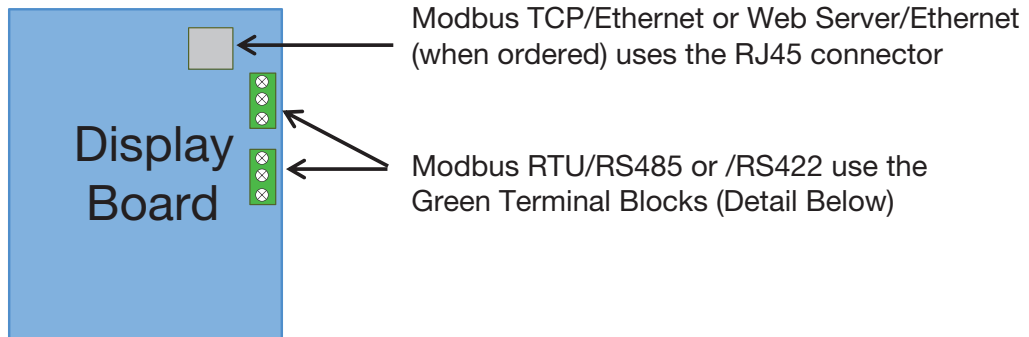 Modbus TCP/Ethernet or Web Server/Ethernet
(when ordered) uses the RJ45 connector
Display
Board
Modbus RTU/RS485 or /RS422 use the
Green Terminal Blocks (Detail Below)